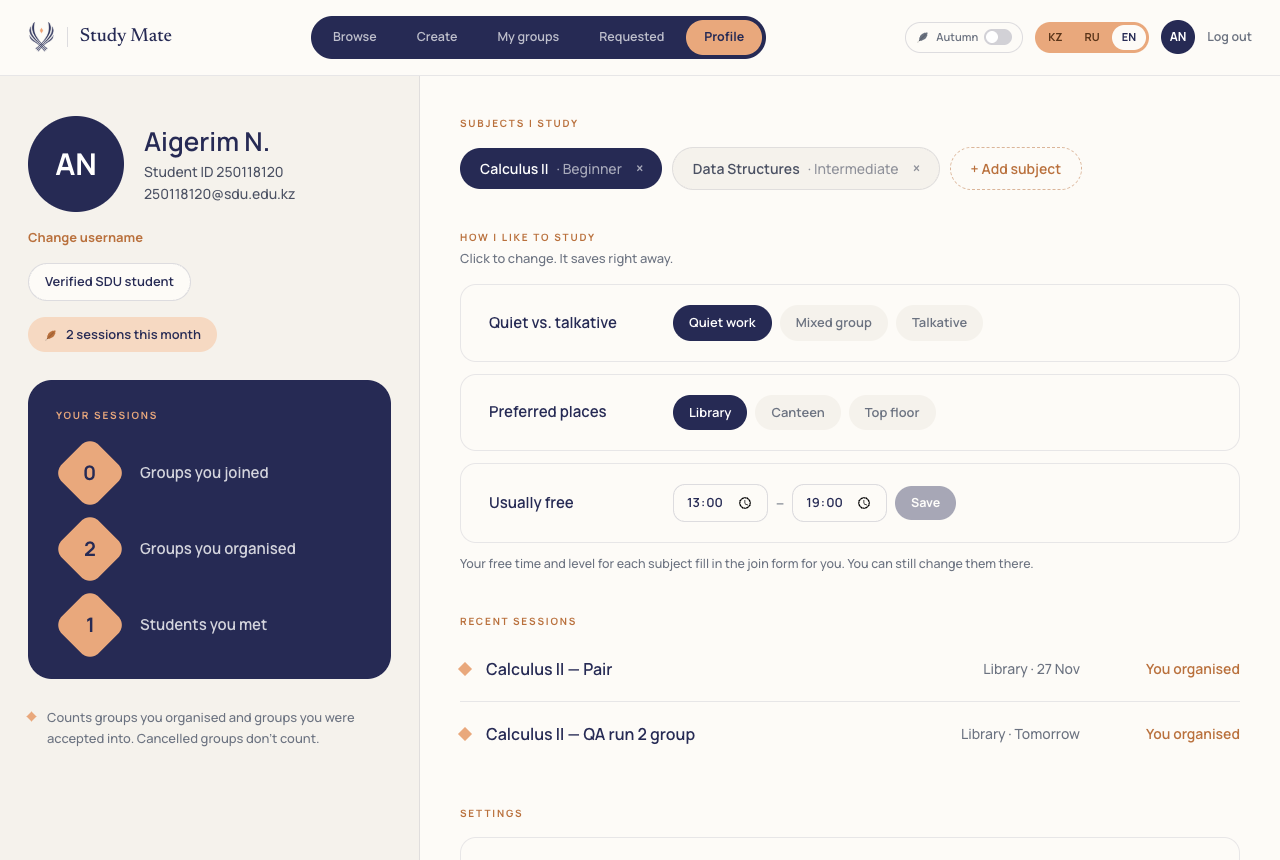 Study Mate
Browse
Create
My groups
Requested
Profile
Autumn
KZ
RU
EN
AN
Log out
AN
Aigerim N.
Student ID 250118120
250118120@sdu.edu.kz
Change username
Verified SDU student
2 sessions this month
YOUR SESSIONS
0 Groups you joined
2 Groups you organised
1 Students you met
Counts groups you organised and groups you were
accepted into. Cancelled groups don't count.
SUBJECTS I STUDY
Calculus II · Beginner ×
Data Structures · Intermediate ×
+ Add subject
HOW I LIKE TO STUDY
Click to change. It saves right away.
Quiet vs. talkative
Quiet work
Mixed group
Talkative
Preferred places
Library
Canteen
Top floor
Usually free
13:00 – 19:00
Save
Your free time and level for each subject fill in the join form for you. You can still change them there.
RECENT SESSIONS
Calculus II — Pair
Library · 27 Nov
You organised
Calculus II — QA run 2 group
Library · Tomorrow
You organised
SETTINGS